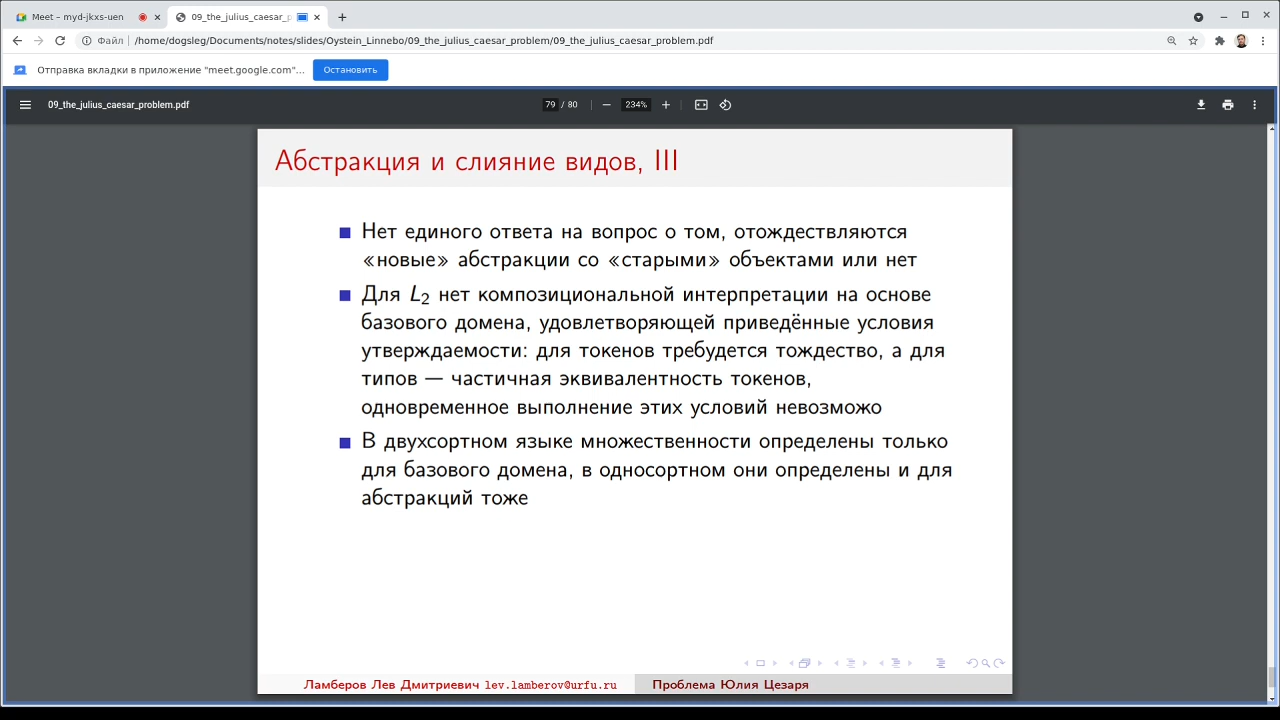 Meet – myd-jkxs-uen
09_the_julius_caesar_p
Файл
/home/dogsleg/Documents/notes/slides/Oystein_Linnebo/09_the_julius_caesar_problem/09_the_julius_caesar_problem.pdf
Отправка вкладки в приложение "meet.google.com"…
Остановить
09_the_julius_caesar_problem.pdf
79 / 80
234%
Абстракция и слияние видов, III
Нет единого ответа на вопрос о том, отождествляются
«новые» абстракции со «старыми» объектами или нет
Для L2 нет композициональной интерпретации на основе
базового домена, удовлетворяющей приведённые условия
утверждаемости: для токенов требудется тождество, а для
типов — частичная эквивалентность токенов,
одновременное выполнение этих условий невозможо
В двухсортном языке множественности определены только
для базового домена, в односортном они определены и для
абстракций тоже
Ламберов Лев Дмитриевич lev.lamberov@urfu.ru
Проблема Юлия Цезаря